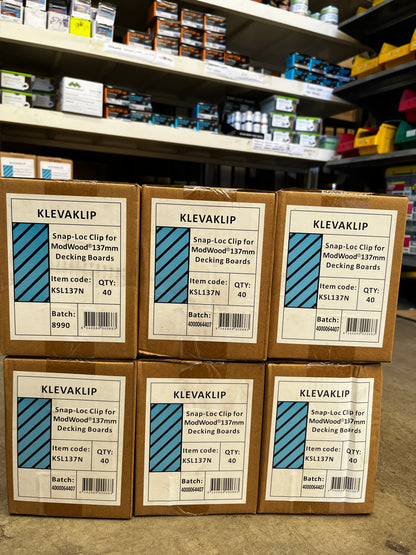 KLEVAKLIP
Snap-Loc Clip for
ModWood®137mm
Decking Boards
Item code:
KSL137N
QTY:
40
Batch:
8990
KLEVAKLIP
Snap-Loc Clip for
ModWood®137mm
Decking Boards
Item code:
KSL137N
QTY:
40
Batch:
4000064407
KLEVAKLIP
Snap-Loc Clip for
ModWood®137mm
Decking Boards
Item code:
KSL137N
QTY:
40
Batch:
4000064407
KLEVAKLIP
Snap-Loc Clip for
ModWood®137mm
Decking Boards
Item code:
KSL137N
QTY:
40
Batch:
4000064407
KLEVAKLIP
Snap-Loc Clip for
ModWood®137mm
Decking Boards
Item code:
KSL137N
QTY:
40
Batch:
4000064407
KLEVAKLIP
Snap-Loc Clip for
ModWood®137mm
Decking Boards
Item code:
KSL137N
QTY:
40
Batch:
4000064407